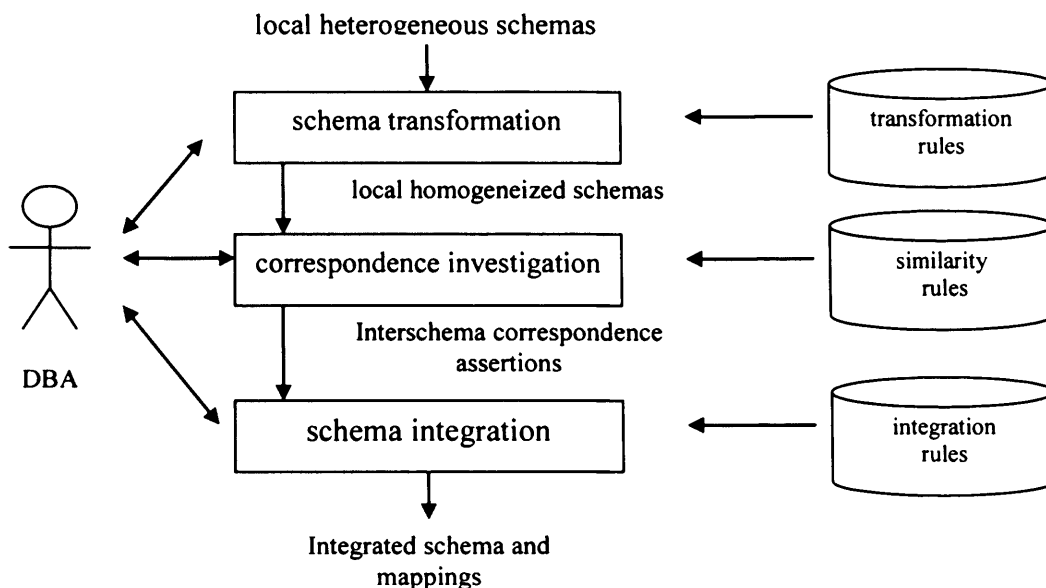 local heterogeneous schemas
schema transformation
transformation
rules
local homogeneized schemas
correspondence investigation
similarity
rules
Interschema correspondence
assertions
DBA
schema integration
integration
rules
Integrated schema and
mappings